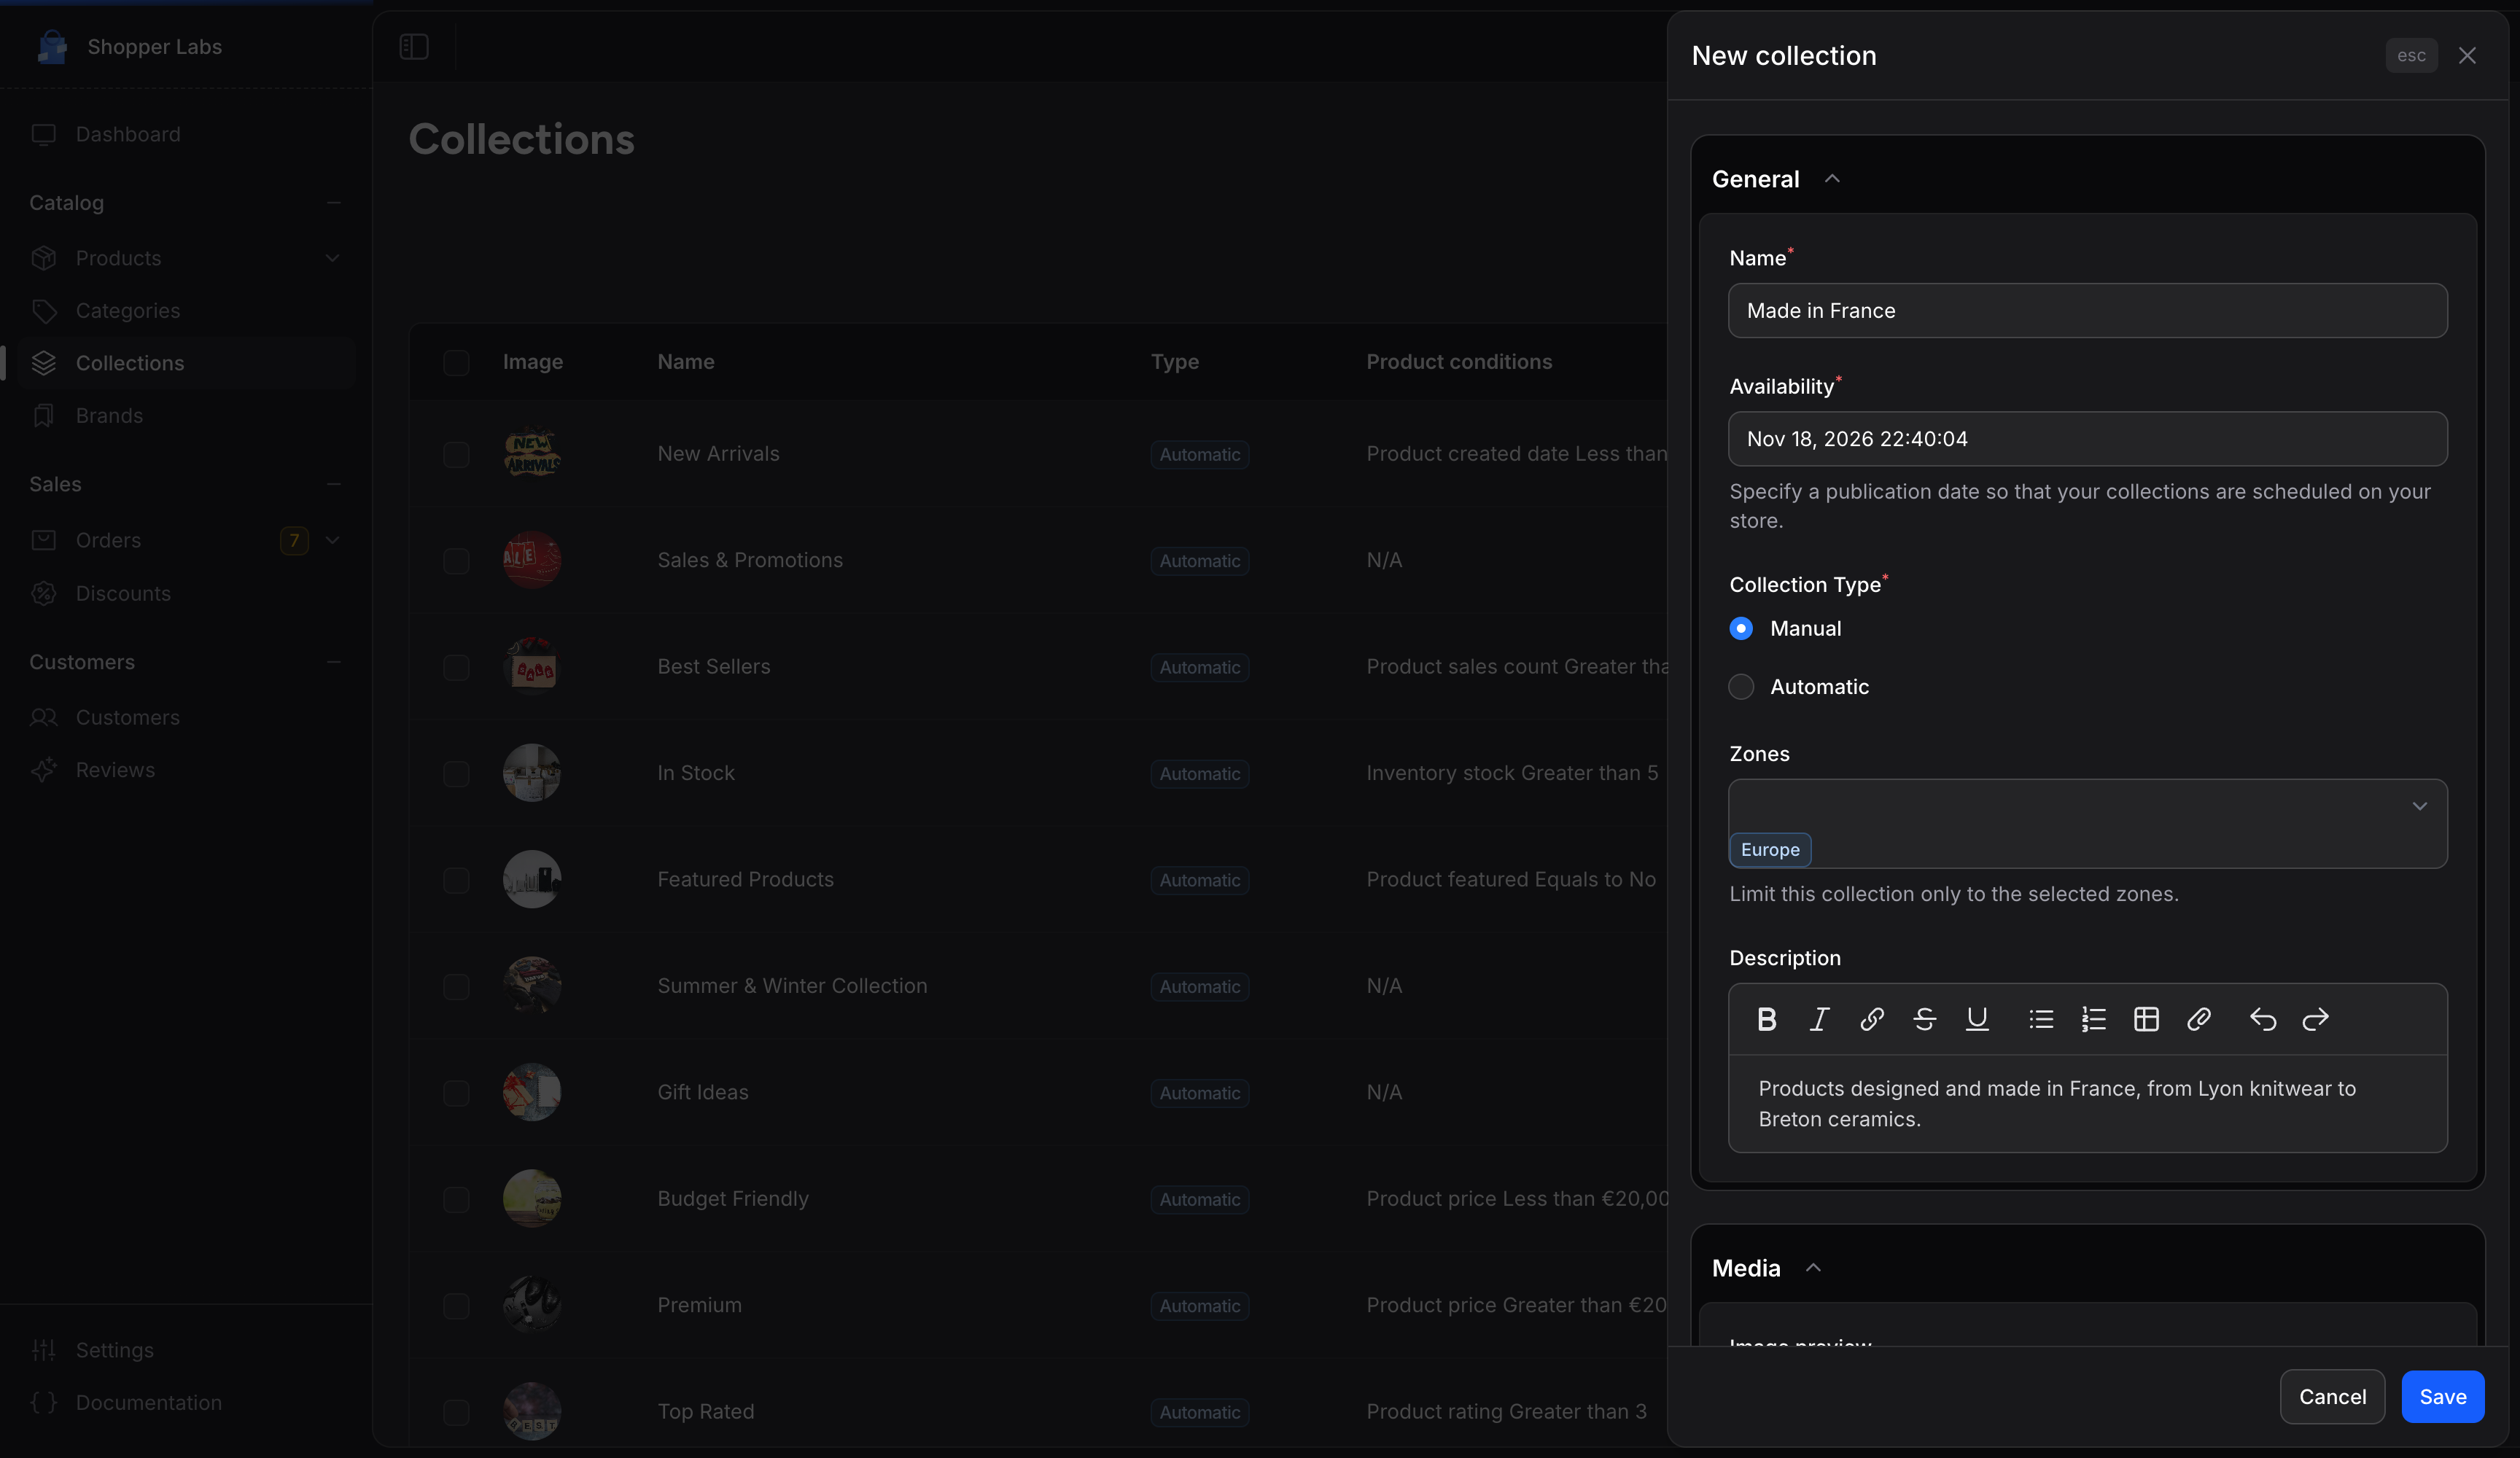 Shopper Labs
Dashboard
Catalog
Products
Categories
Collections
Brands
Sales
Orders
7
Discounts
Customers
Customers
Reviews
Settings
Documentation
Collections
Image
Name
Type
Product conditions
NEW ARRIVALS
New Arrivals
Automatic
Product created date Less than
Sales & Promotions
Automatic
N/A
SALE
Best Sellers
Automatic
Product sales count Greater tha
In Stock
Automatic
Inventory stock Greater than 5
Featured Products
Automatic
Product featured Equals to No
Summer & Winter Collection
Automatic
N/A
Gift Ideas
Automatic
N/A
Budget Friendly
Automatic
Product price Less than €20,00
Premium
Automatic
Product price Greater than €20
Top Rated
Automatic
Product rating Greater than 3
New collection
esc
General
Name*
Made in France
Availability*
Nov 18, 2026 22:40:04
Specify a publication date so that your collections are scheduled on your
store.
Collection Type*
Manual
Automatic
Zones
Europe
Limit this collection only to the selected zones.
Description
Products designed and made in France, from Lyon knitwear to
Breton ceramics.
Media
Image preview
Cancel
Save